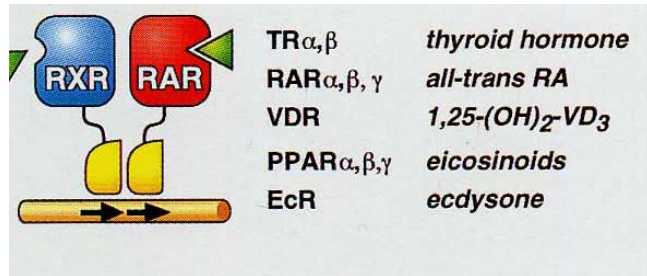 RXR RAR
TRα,β thyroid hormone
RARα,β, γ all-trans RA
VDR 1,25-(OH)2-VD3
PPARα,β,γ eicosinoids
EcR ecdysone